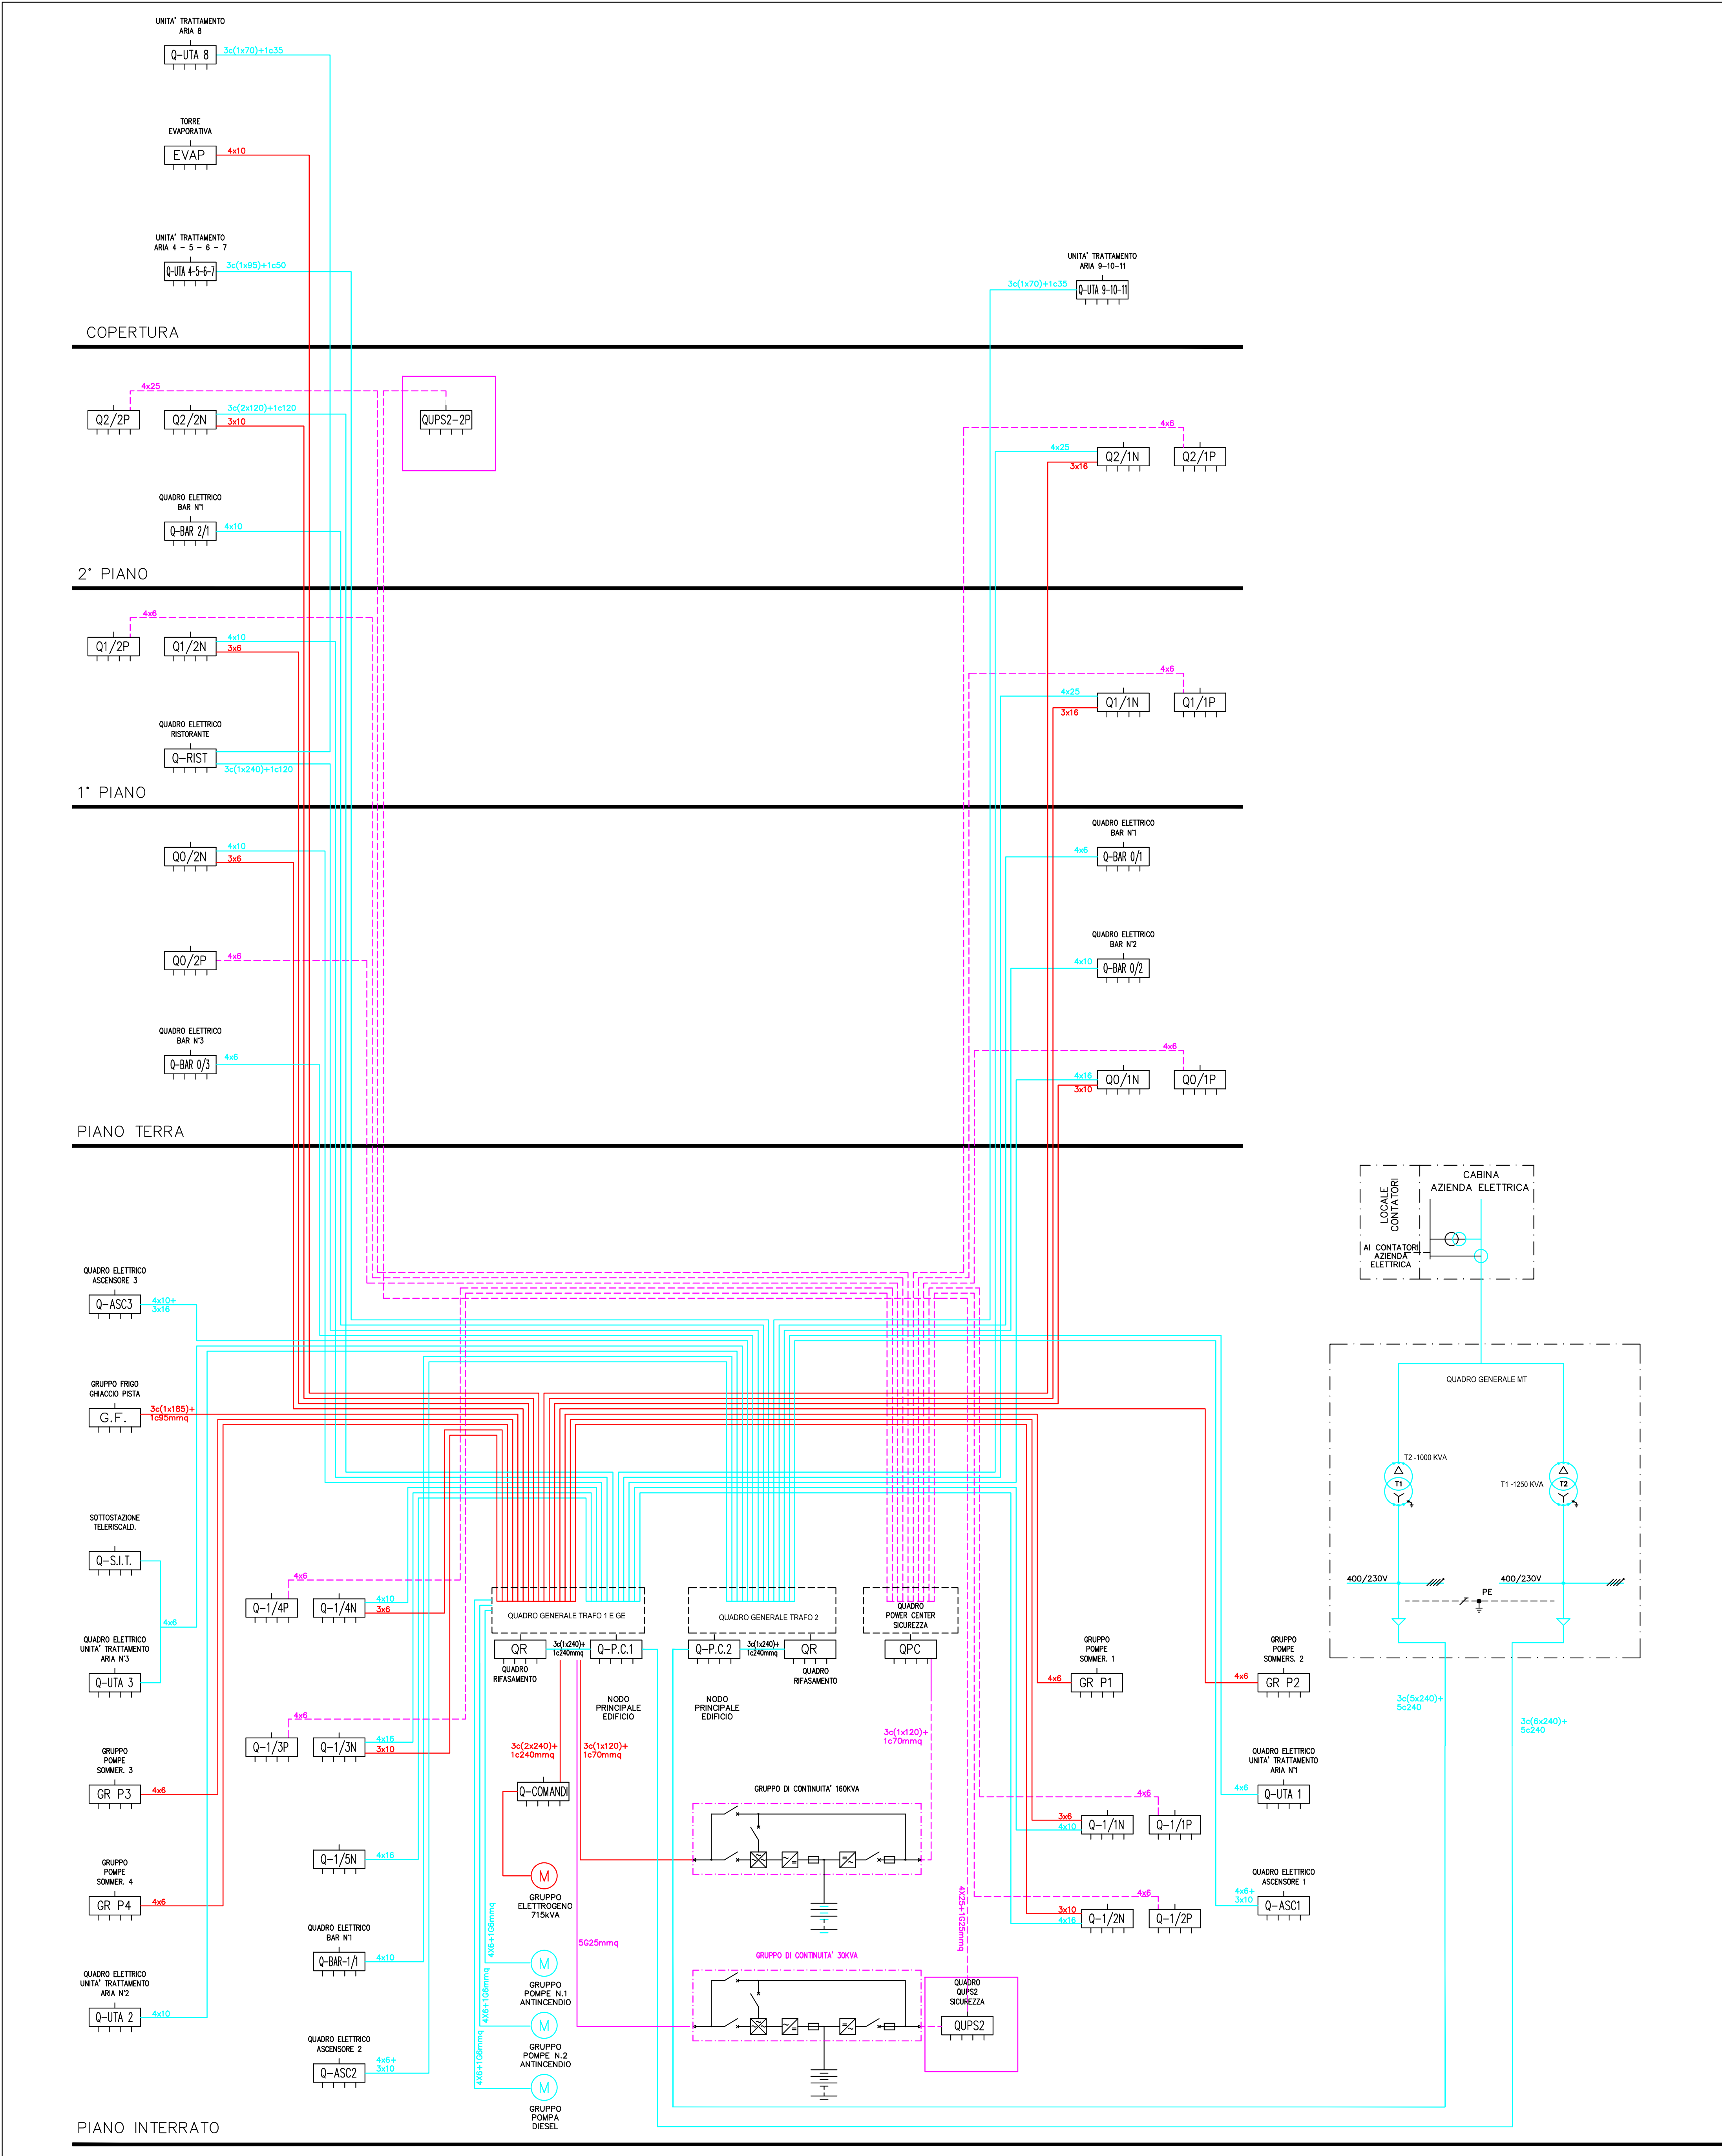 UNITA' TRATTAMENTO
ARIA 8
Q-UTA 8
3c(1x70)+1c35
TORRE
EVAPORATIVA
EVAP
4x10
UNITA' TRATTAMENTO
ARIA 4 - 5 - 6 - 7
Q-UTA 4-5-6-7
3c(1x95)+1c50
UNITA' TRATTAMENTO
ARIA 9-10-11
3c(1x70)+1c35
Q-UTA 9-10-11
COPERTURA
4x25
Q2/2P
Q2/2N
3c(2x120)+1c120
3x10
QUPS2-2P
4x6
4x25
3x16
Q2/1N
Q2/1P
QUADRO ELETTRICO
BAR N°1
Q-BAR 2/1
4x10
2° PIANO
4x6
Q1/2P
Q1/2N
4x10
3x6
4x6
4x25
3x16
Q1/1N
Q1/1P
QUADRO ELETTRICO
RISTORANTE
Q-RIST
3c(1x240)+1c120
1° PIANO
Q0/2N
4x10
3x6
QUADRO ELETTRICO
BAR N°1
4x6
Q-BAR 0/1
Q0/2P
4x6
QUADRO ELETTRICO
BAR N°2
4x10
Q-BAR 0/2
QUADRO ELETTRICO
BAR N°3
Q-BAR 0/3
4x6
4x6
4x16
3x10
Q0/1N
Q0/1P
PIANO TERRA
LOCALE
CONTATORI
CABINA
AZIENDA ELETTRICA
AI CONTATORI
AZIENDA
ELETTRICA
QUADRO ELETTRICO
ASCENSORE 3
Q-ASC3
4x10+
3x16
QUADRO GENERALE MT
GRUPPO FRIGO
GHIACCIO PISTA
G.F.
3c(1x185)+
1c95mmq
T2 -1000 KVA
T1
T1 -1250 KVA
T2
SOTTOSTAZIONE
TELERISCALD.
Q-S.I.T.
4x6
QUADRO ELETTRICO
UNITA' TRATTAMENTO
ARIA N°3
Q-UTA 3
4x6
Q-1/4P
Q-1/4N
4x10
3x6
QUADRO GENERALE TRAFO 1 E GE
QR
3c(1x240)+
1c240mmq
Q-P.C.1
QUADRO
RIFASAMENTO
NODO
PRINCIPALE
EDIFICIO
QUADRO GENERALE TRAFO 2
Q-P.C.2
3c(1x240)+
1c240mmq
QR
NODO
PRINCIPALE
EDIFICIO
QUADRO
RIFASAMENTO
QUADRO
POWER CENTER
SICUREZZA
QPC
GRUPPO
POMPE
SOMMER. 1
4x6
GR P1
GRUPPO
POMPE
SOMMERS. 2
4x6
GR P2
400/230V
PE
400/230V
3c(5x240)+
5c240
3c(6x240)+
5c240
4x6
Q-1/3P
Q-1/3N
4x16
3x10
3c(2x240)+
1c240mmq
3c(1x120)+
1c70mmq
3c(1x120)+
1c70mmq
GRUPPO
POMPE
SOMMER. 3
GR P3
4x6
Q-COMANDI
GRUPPO DI CONTINUITA' 160KVA
QUADRO ELETTRICO
UNITA' TRATTAMENTO
ARIA N°1
4x6
Q-UTA 1
4x6
3x6
4x10
Q-1/1N
Q-1/1P
Q-1/5N
4x16
M
GRUPPO
ELETTROGENO
715kVA
GRUPPO
POMPE
SOMMER. 4
GR P4
4x6
QUADRO ELETTRICO
ASCENSORE 1
4x6+
3x10
Q-ASC1
4x6
3x10
4x16
Q-1/2N
Q-1/2P
4X25+1G25mmq
5G25mmq
4X6+1G6mmq
4X6+1G6mmq
4X6+1G6mmq
QUADRO ELETTRICO
BAR N°1
Q-BAR-1/1
4x10
M
GRUPPO
POMPE N.1
ANTINCENDIO
GRUPPO DI CONTINUITA' 30KVA
QUADRO
QUPS2
SICUREZZA
QUPS2
QUADRO ELETTRICO
UNITA' TRATTAMENTO
ARIA N°2
Q-UTA 2
4x10
M
GRUPPO
POMPE N.2
ANTINCENDIO
QUADRO ELETTRICO
ASCENSORE 2
Q-ASC2
4x6+
3x10
M
GRUPPO
POMPA
DIESEL
PIANO INTERRATO